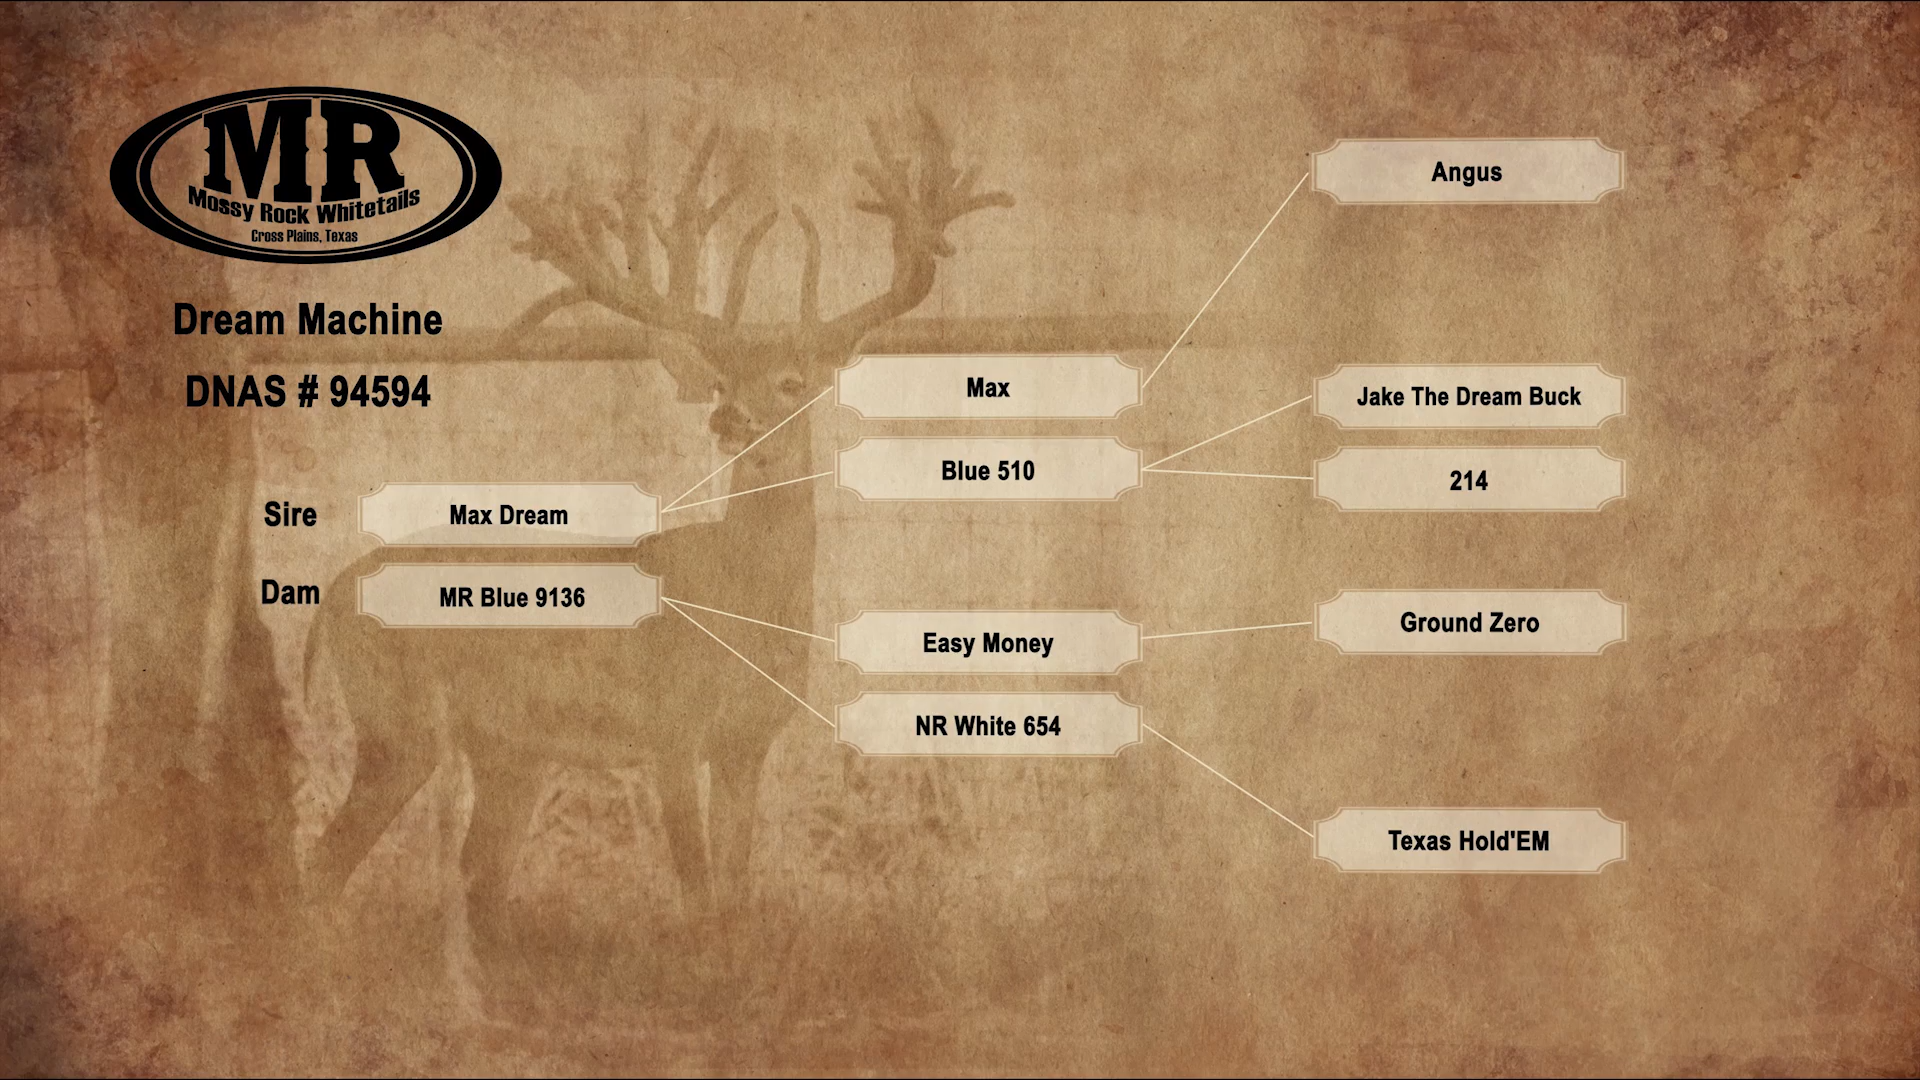 MR
Mossy Rock Whitetails
Cross Plains, Texas
Dream Machine
DNAS # 94594
Sire
Max Dream
Dam
MR Blue 9136
Max
Blue 510
Easy Money
NR White 654
Angus
Jake The Dream Buck
214
Ground Zero
Texas Hold'EM